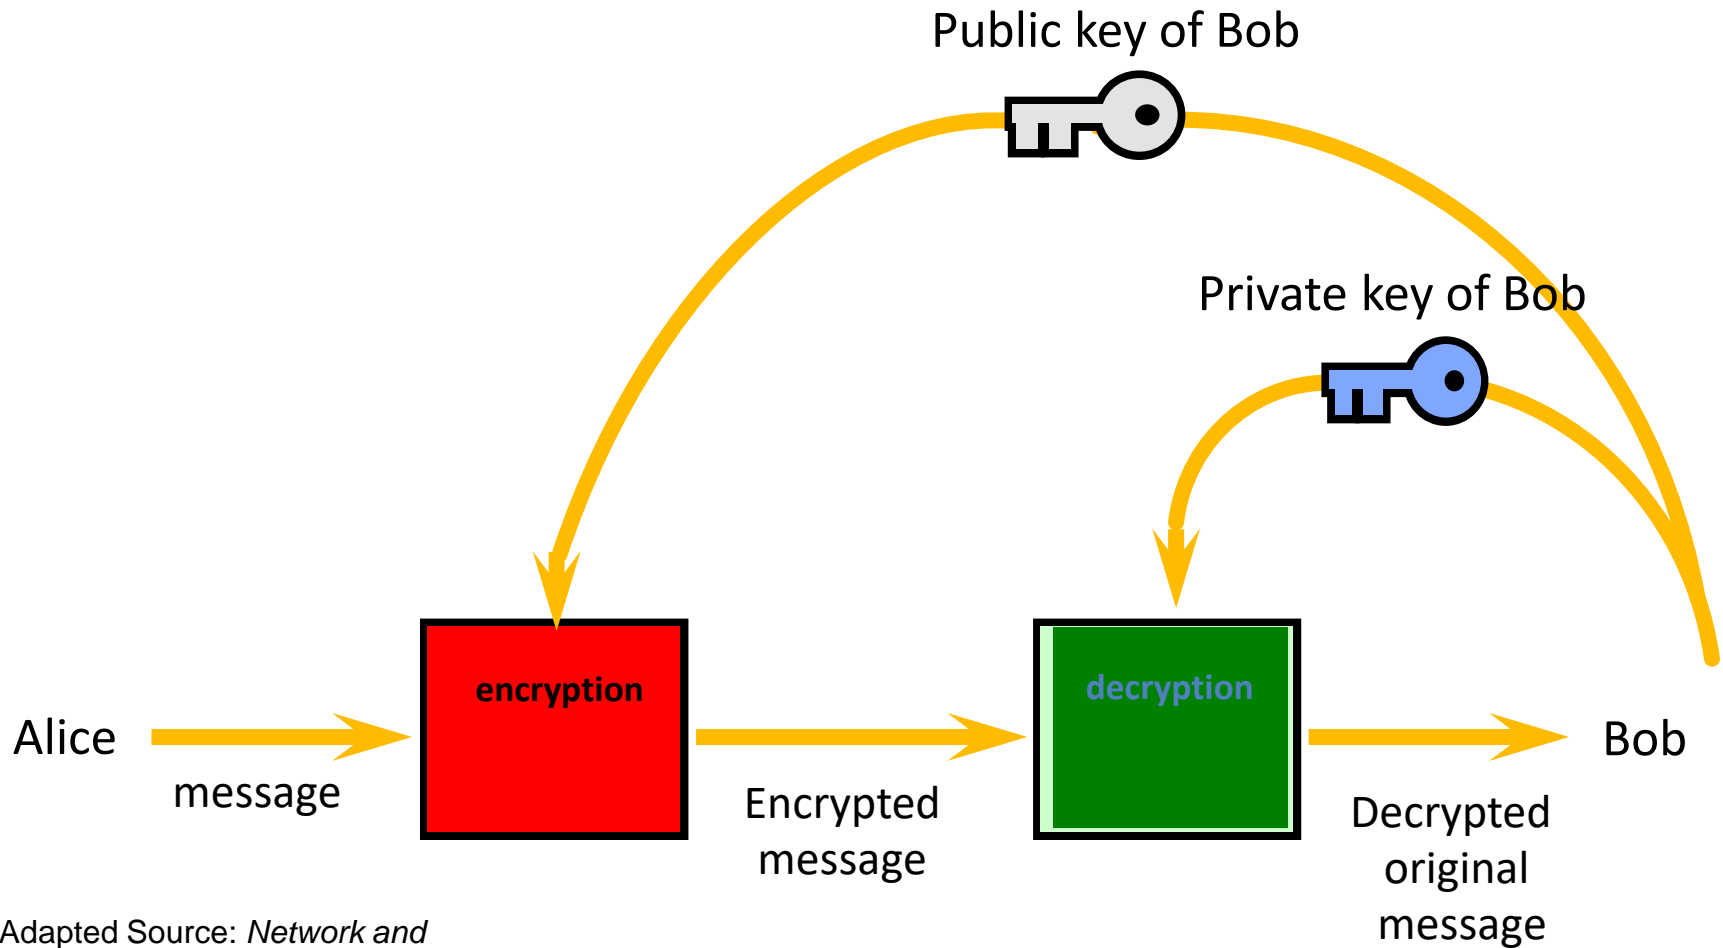 Public key of Bob
Private key of Bob
encryption
decryption
Alice
Bob
message
Encrypted
message
Decrypted
original
message
Adapted Source: Network and